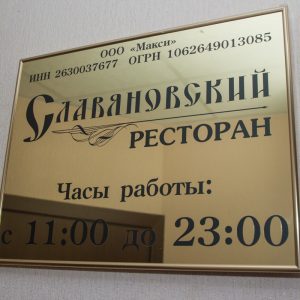 ООО «Макси»
ИНН 2630037677 ОГРН 1062649013085
Славяновский
РЕСТОРАН
Часы работы:
с 11:00 до 23:00